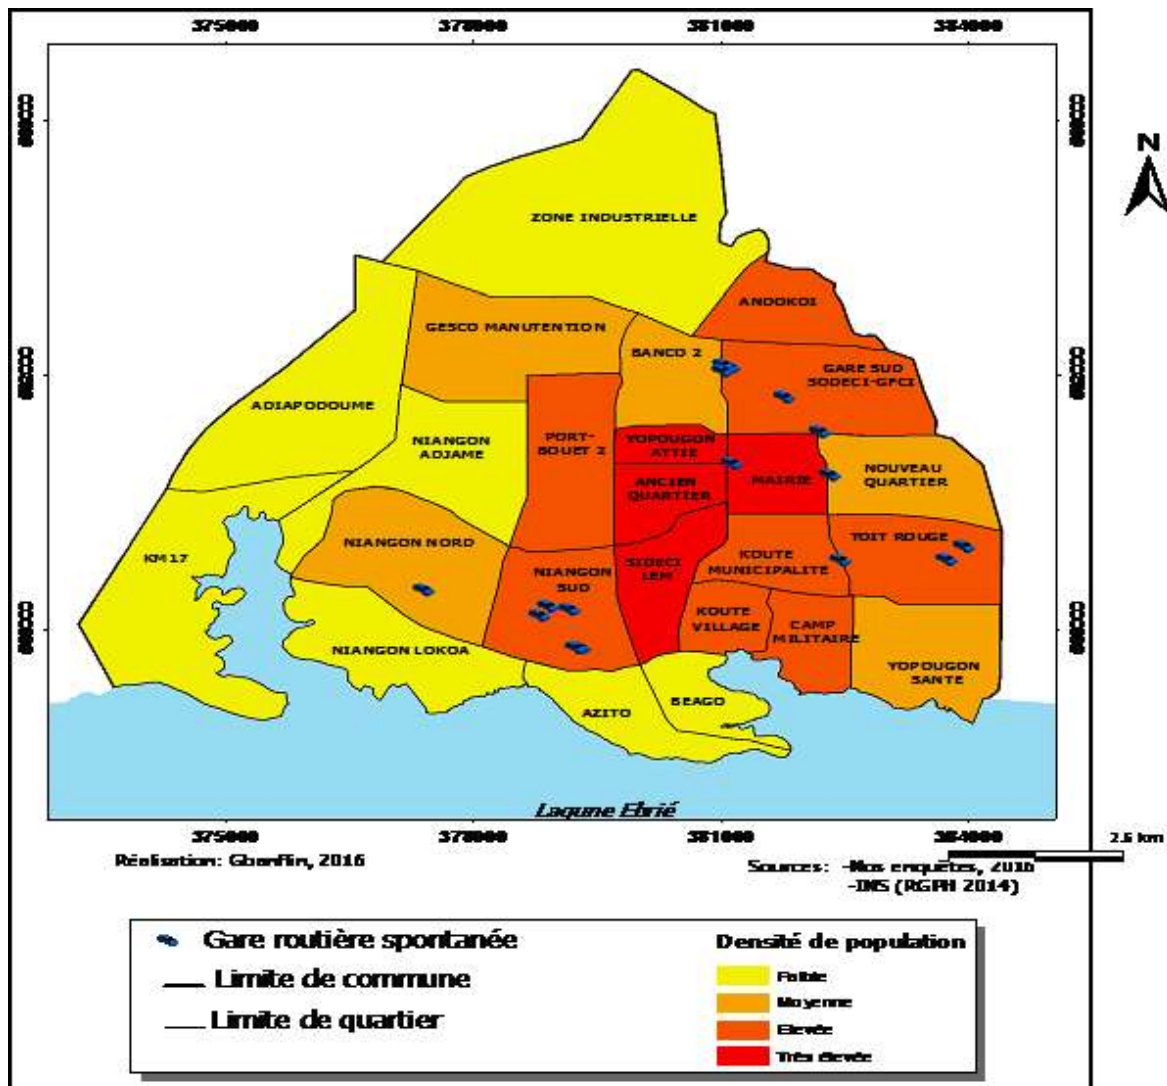 375000 378000 381000 384000
N
ZONE INDUSTRIELLE
ANDOKOI
GESCO MANUTENTION
BANCO 2
GARE SUD
SODECI-GFCI
ADIAPODOUME
NIANGON
ADJAME
PORT-
BOUET 2
YOPOUGON
ATTIE
MAIRIE
NOUVEAU
QUARTIER
ANCIEN
QUARTIER
KM17
NIANGON NORD
NIANGON
SUD
SIDECI
LEM
KOUTE
MUNICIPALITE
TOIT ROUGE
KOUTE
VILLAGE
CAMP
MILITAIRE
NIANGON LOKOA
YOPOUGON
SANTE
AZITO
BEAGO
Lagune Ebrié
375000 378000 381000 384000
2.5 km
Réalisation: Gbanflin, 2016
Sources: -Nos enquêtes, 2016
-INS (RGPH 2014)
Gare routière spontanée
Limite de commune
Limite de quartier
Densité de population
Faible
Moyenne
Elevée
Très élevée